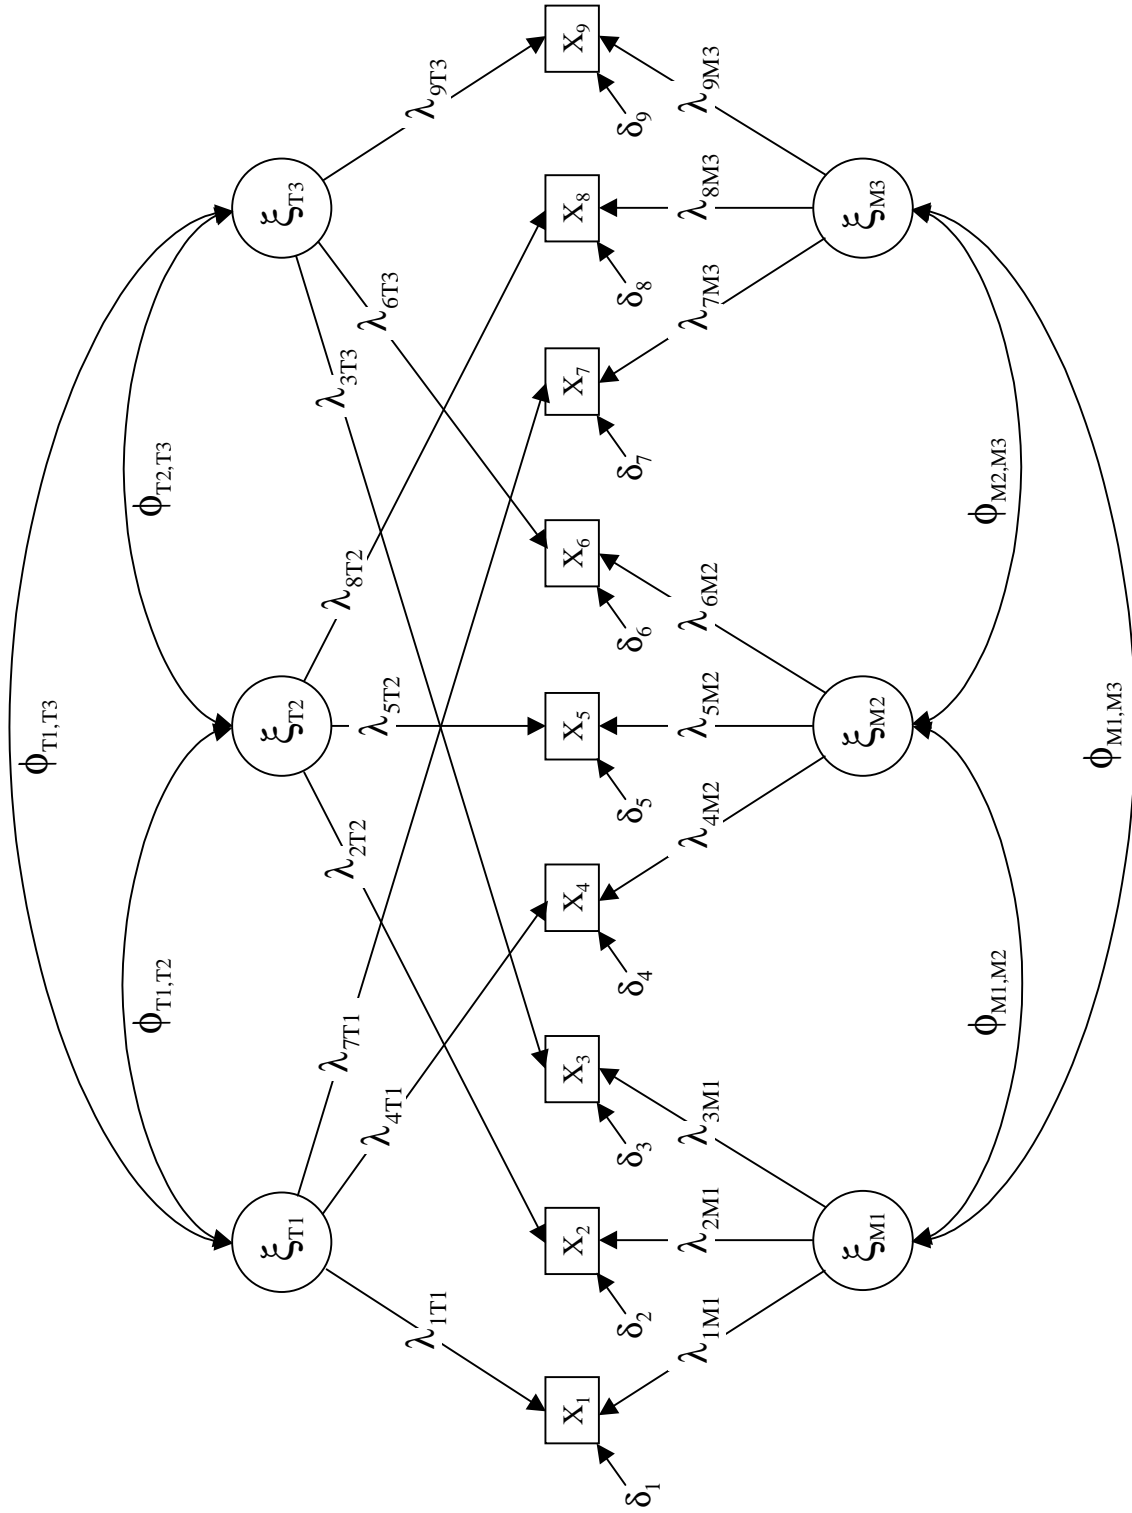 ϕT1,T3
ϕT1,T2 ϕT2,T3
ξT1 ξT2 ξT3
λ1T1 λ4T1 λ7T1 λ2T2 λ5T2 λ8T2 λ3T3 λ6T3 λ9T3
X1 X2 X3 X4 X5 X6 X7 X8 X9
δ1 δ2 δ3 δ4 δ5 δ6 δ7 δ8 δ9
λ1M1 λ2M1 λ3M1 λ4M2 λ5M2 λ6M2 λ7M3 λ8M3 λ9M3
ξM1 ξM2 ξM3
ϕM1,M2 ϕM2,M3
ϕM1,M3